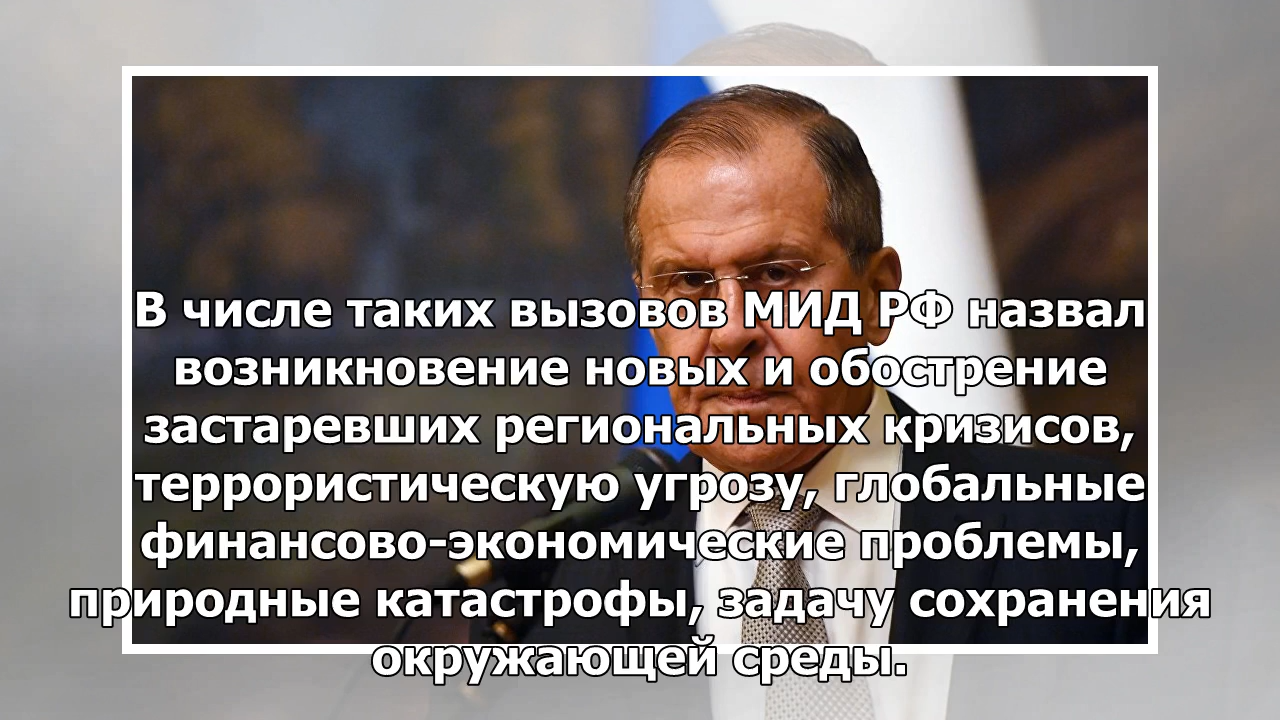 В числе таких вызовов МИД РФ назвал
возникновение новых и обострение
застаревших региональных кризисов,
террористическую угрозу, глобальные
финансово-экономические проблемы,
природные катастрофы, задачу сохранения
окружающей среды.